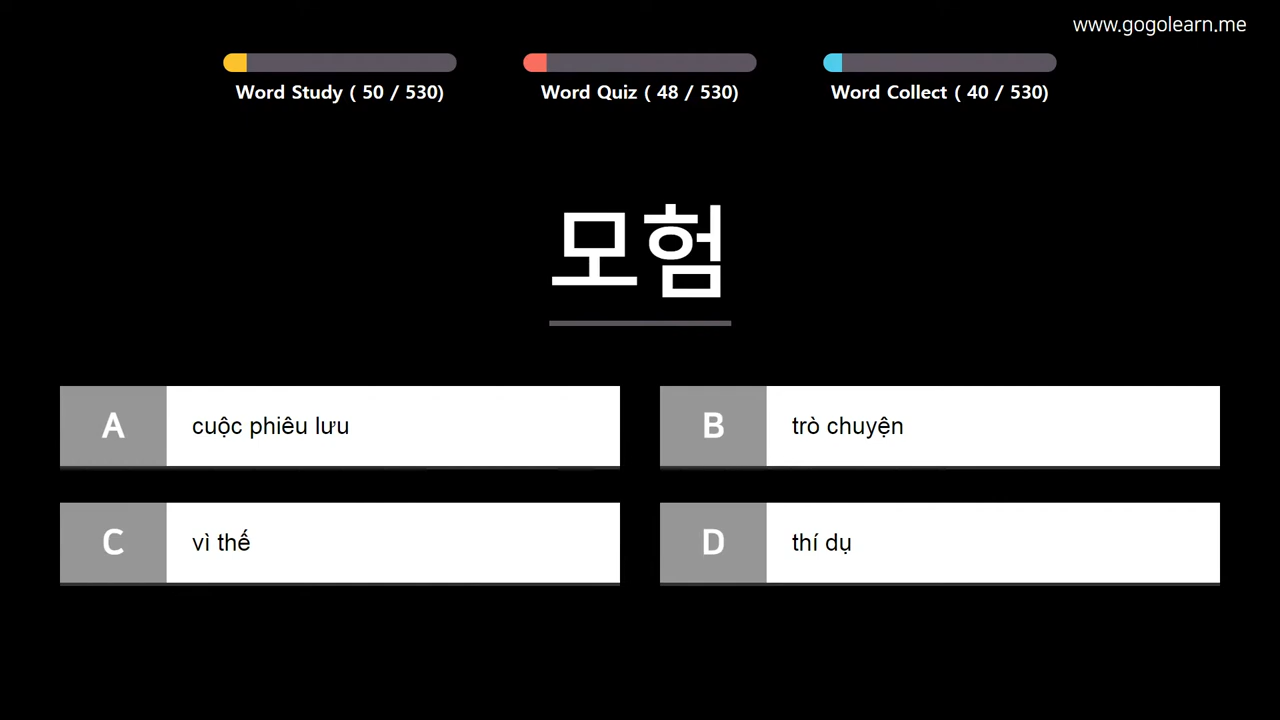 www.gogolearn.me
Word Study ( 50 / 530)
Word Quiz ( 48 / 530)
Word Collect ( 40 / 530)
모험
A cuộc phiêu lưu
B trò chuyện
C vì thế
D thí dụ